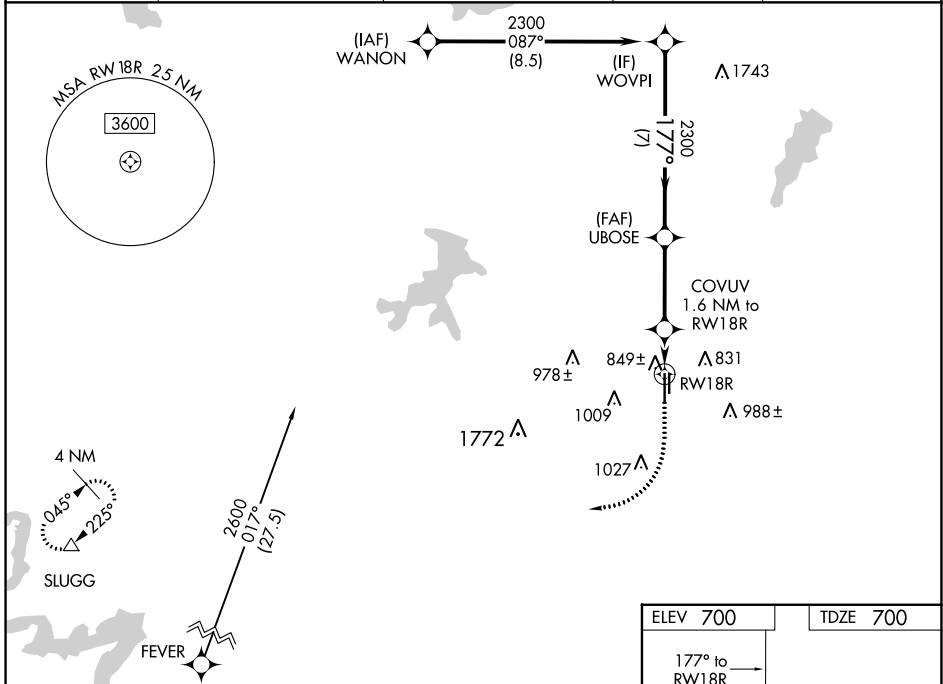 MSA RW 18R 25 NM
3600
(IAF)
WANON
2300
087°
(8.5)
(IF)
WOVPI
1743
2300
177°
(7)
(FAF)
UBOSE
COVUV
1.6 NM to
RW18R
978±
849±
831
RW18R
1009
988±
1772
1027
4 NM
045°
225°
SLUGG
2600
017°
(27.5)
FEVER
ELEV 700
TDZE 700
177° to
RW18R